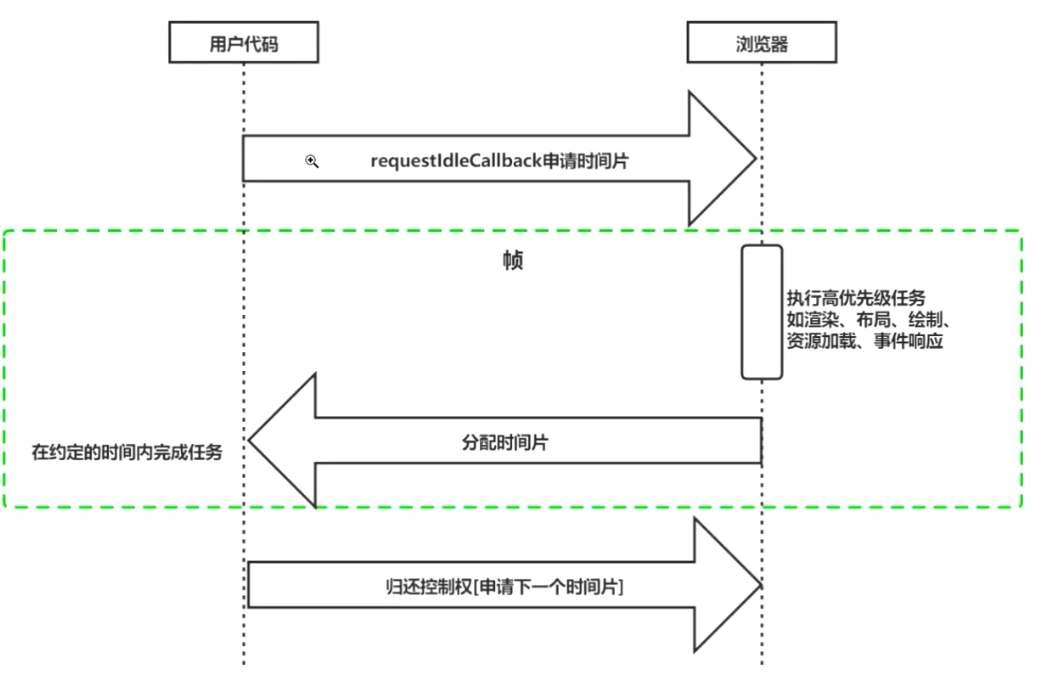 用户代码
浏览器
requestIdleCallback申请时间片
帧
执行高优先级任务
如渲染、布局、绘制、
资源加载、事件响应
分配时间片
在约定的时间内完成任务
归还控制权[申请下一个时间片]